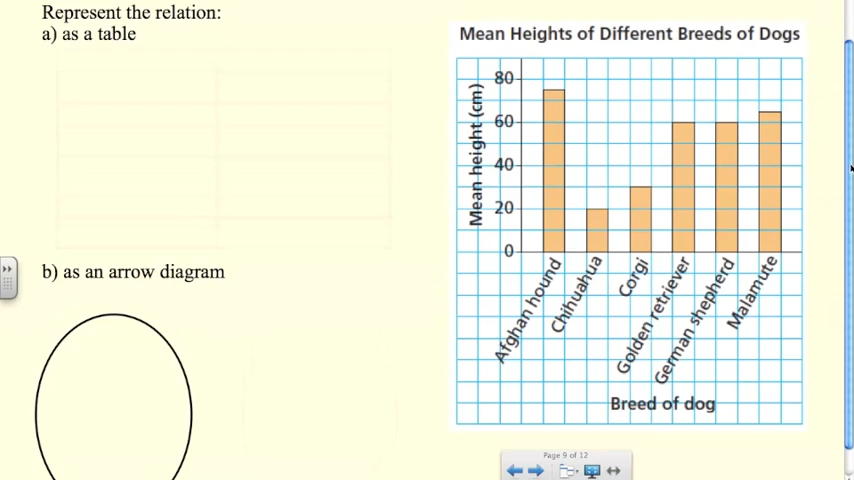 Represent the relation:
a) as a table
b) as an arrow diagram
Mean Heights of Different Breeds of Dogs
Mean height (cm)
80
60
40
20
0
Afghan hound
Chihuahua
Corgi
Golden retriever
German shepherd
Malamute
Breed of dog
Page 9 of 12